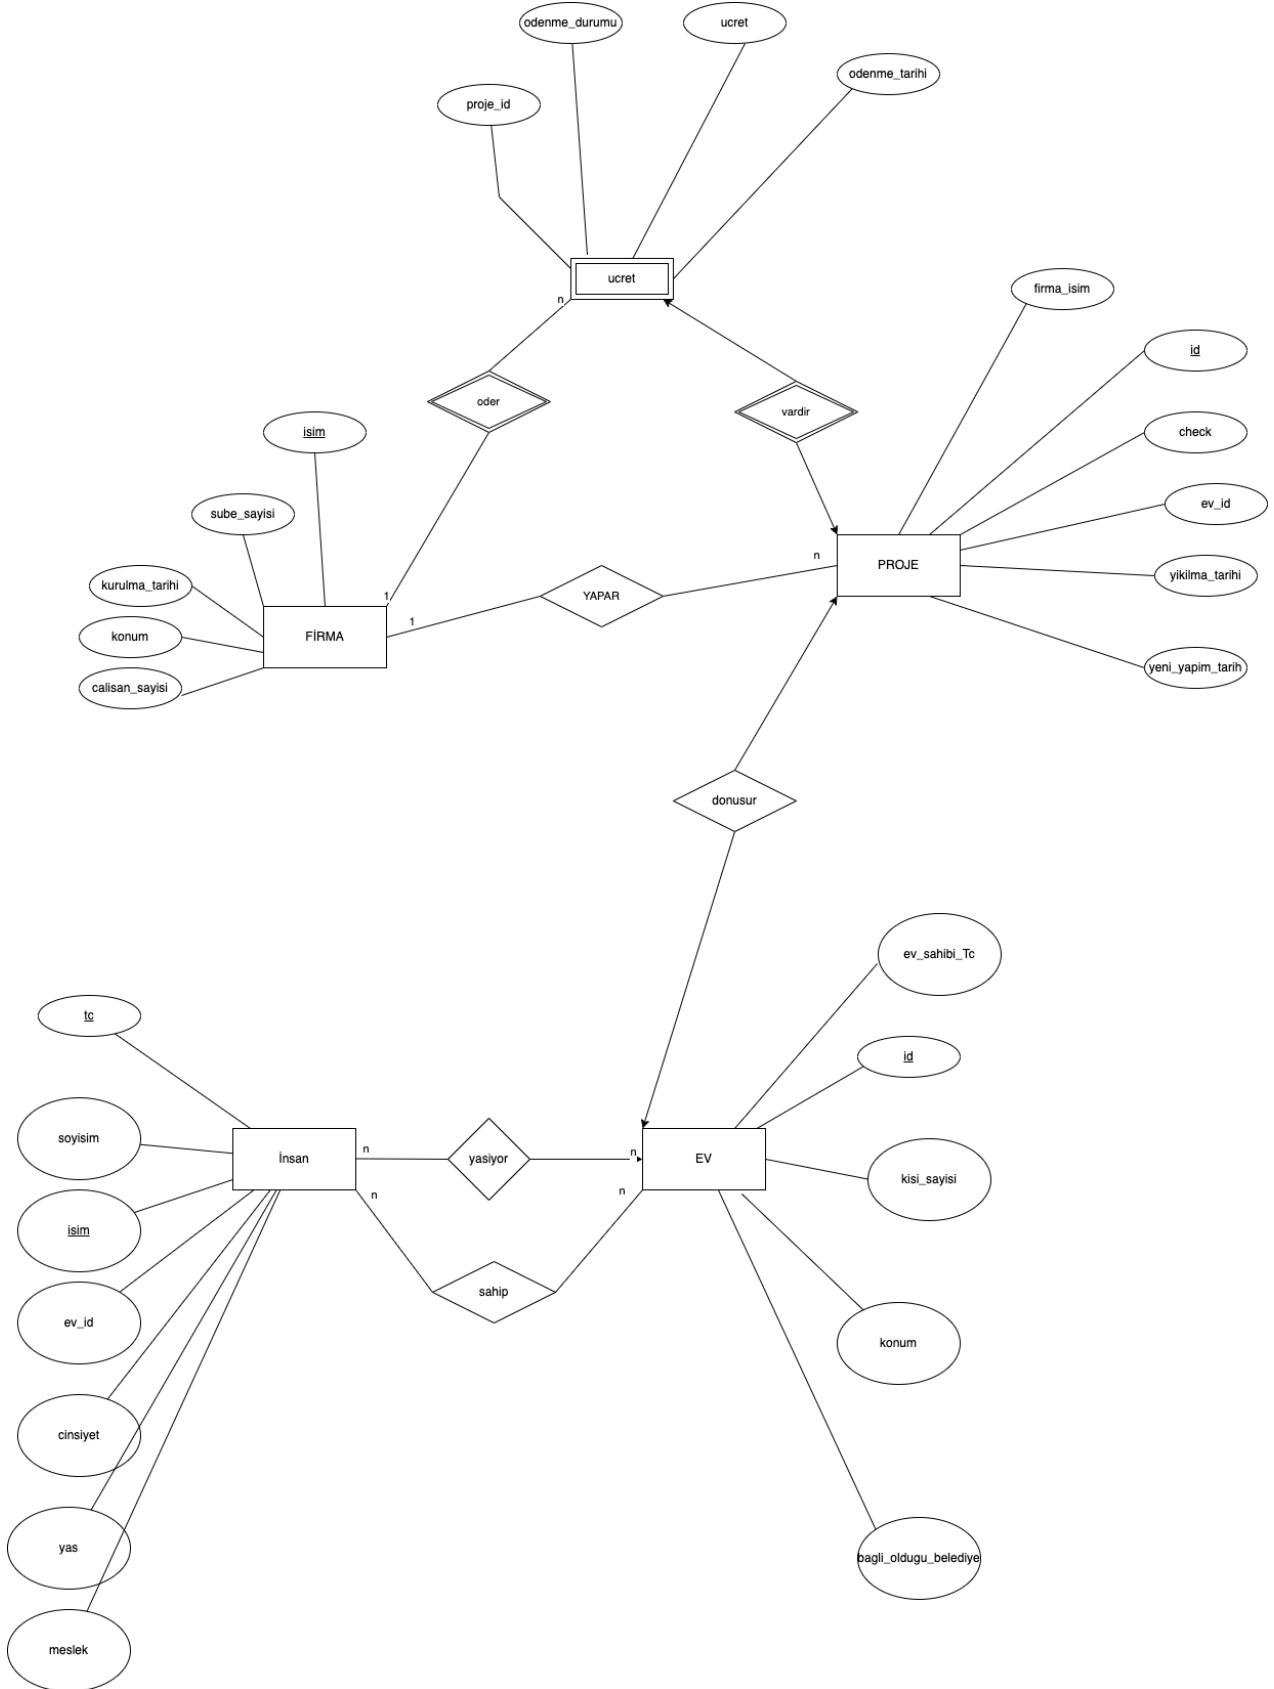 odenme_durumu
ucret
odenme_tarihi
proje_id
ucret
n
firma_isim
id
oder
vardir
isim
check
sube_sayisi
ev_id
n
PROJE
kurulma_tarihi
yikilma_tarihi
1
YAPAR
1
konum
FİRMA
calisan_sayisi
yeni_yapim_tarih
donusur
ev_sahibi_Tc
tc
id
soyisim
n
yasiyor
n
İnsan
EV
kisi_sayisi
n
n
isim
sahip
ev_id
konum
cinsiyet
yas
bagli_oldugu_belediye
meslek